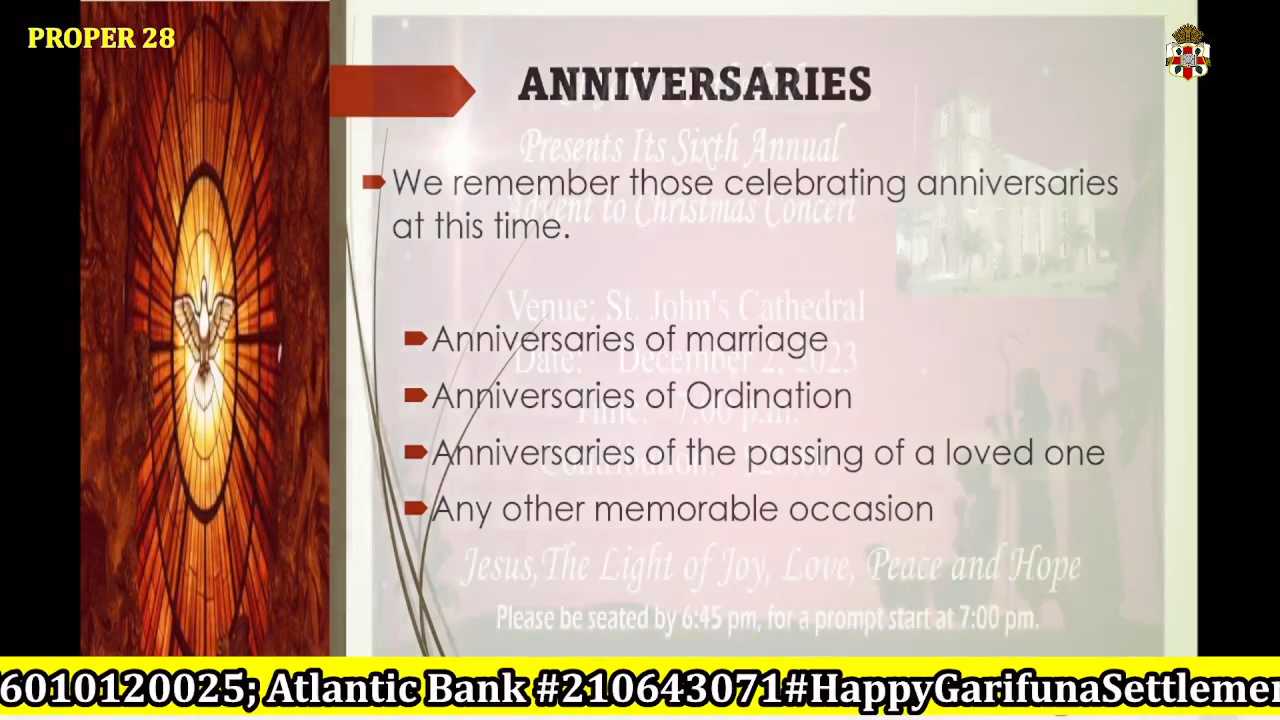 PROPER 28
ANNIVERSARIES
Presents Its Sixth Annual
We remember those celebrating anniversaries
Advent to Christmas Concert
at this time.
Venue: St. John's Cathedral
Anniversaries of marriage
Date: December 2, 2023
Anniversaries of Ordination
Time: 7:00 p.m.
Anniversaries of the passing of a loved one
Any other memorable occasion
Jesus,The Light of Joy, Love, Peace and Hope
Please be seated by 6:45 pm, for a prompt start at 7:00 pm.
6010120025; Atlantic Bank #210643071#HappyGarifunaSettlemen